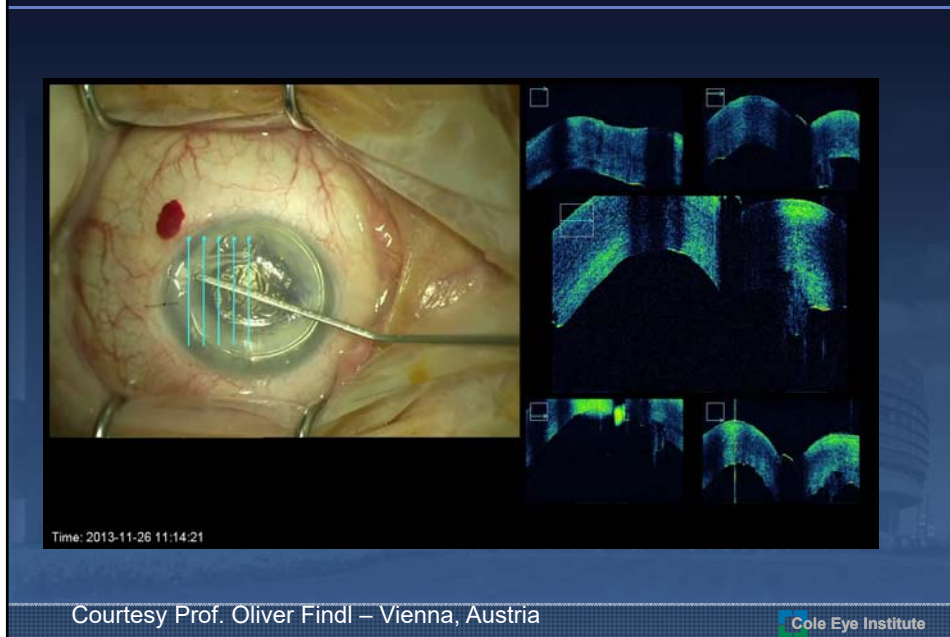 Time: 2013-11-26 11:14:21
Courtesy Prof. Oliver Findl – Vienna, Austria
Cole Eye Institute